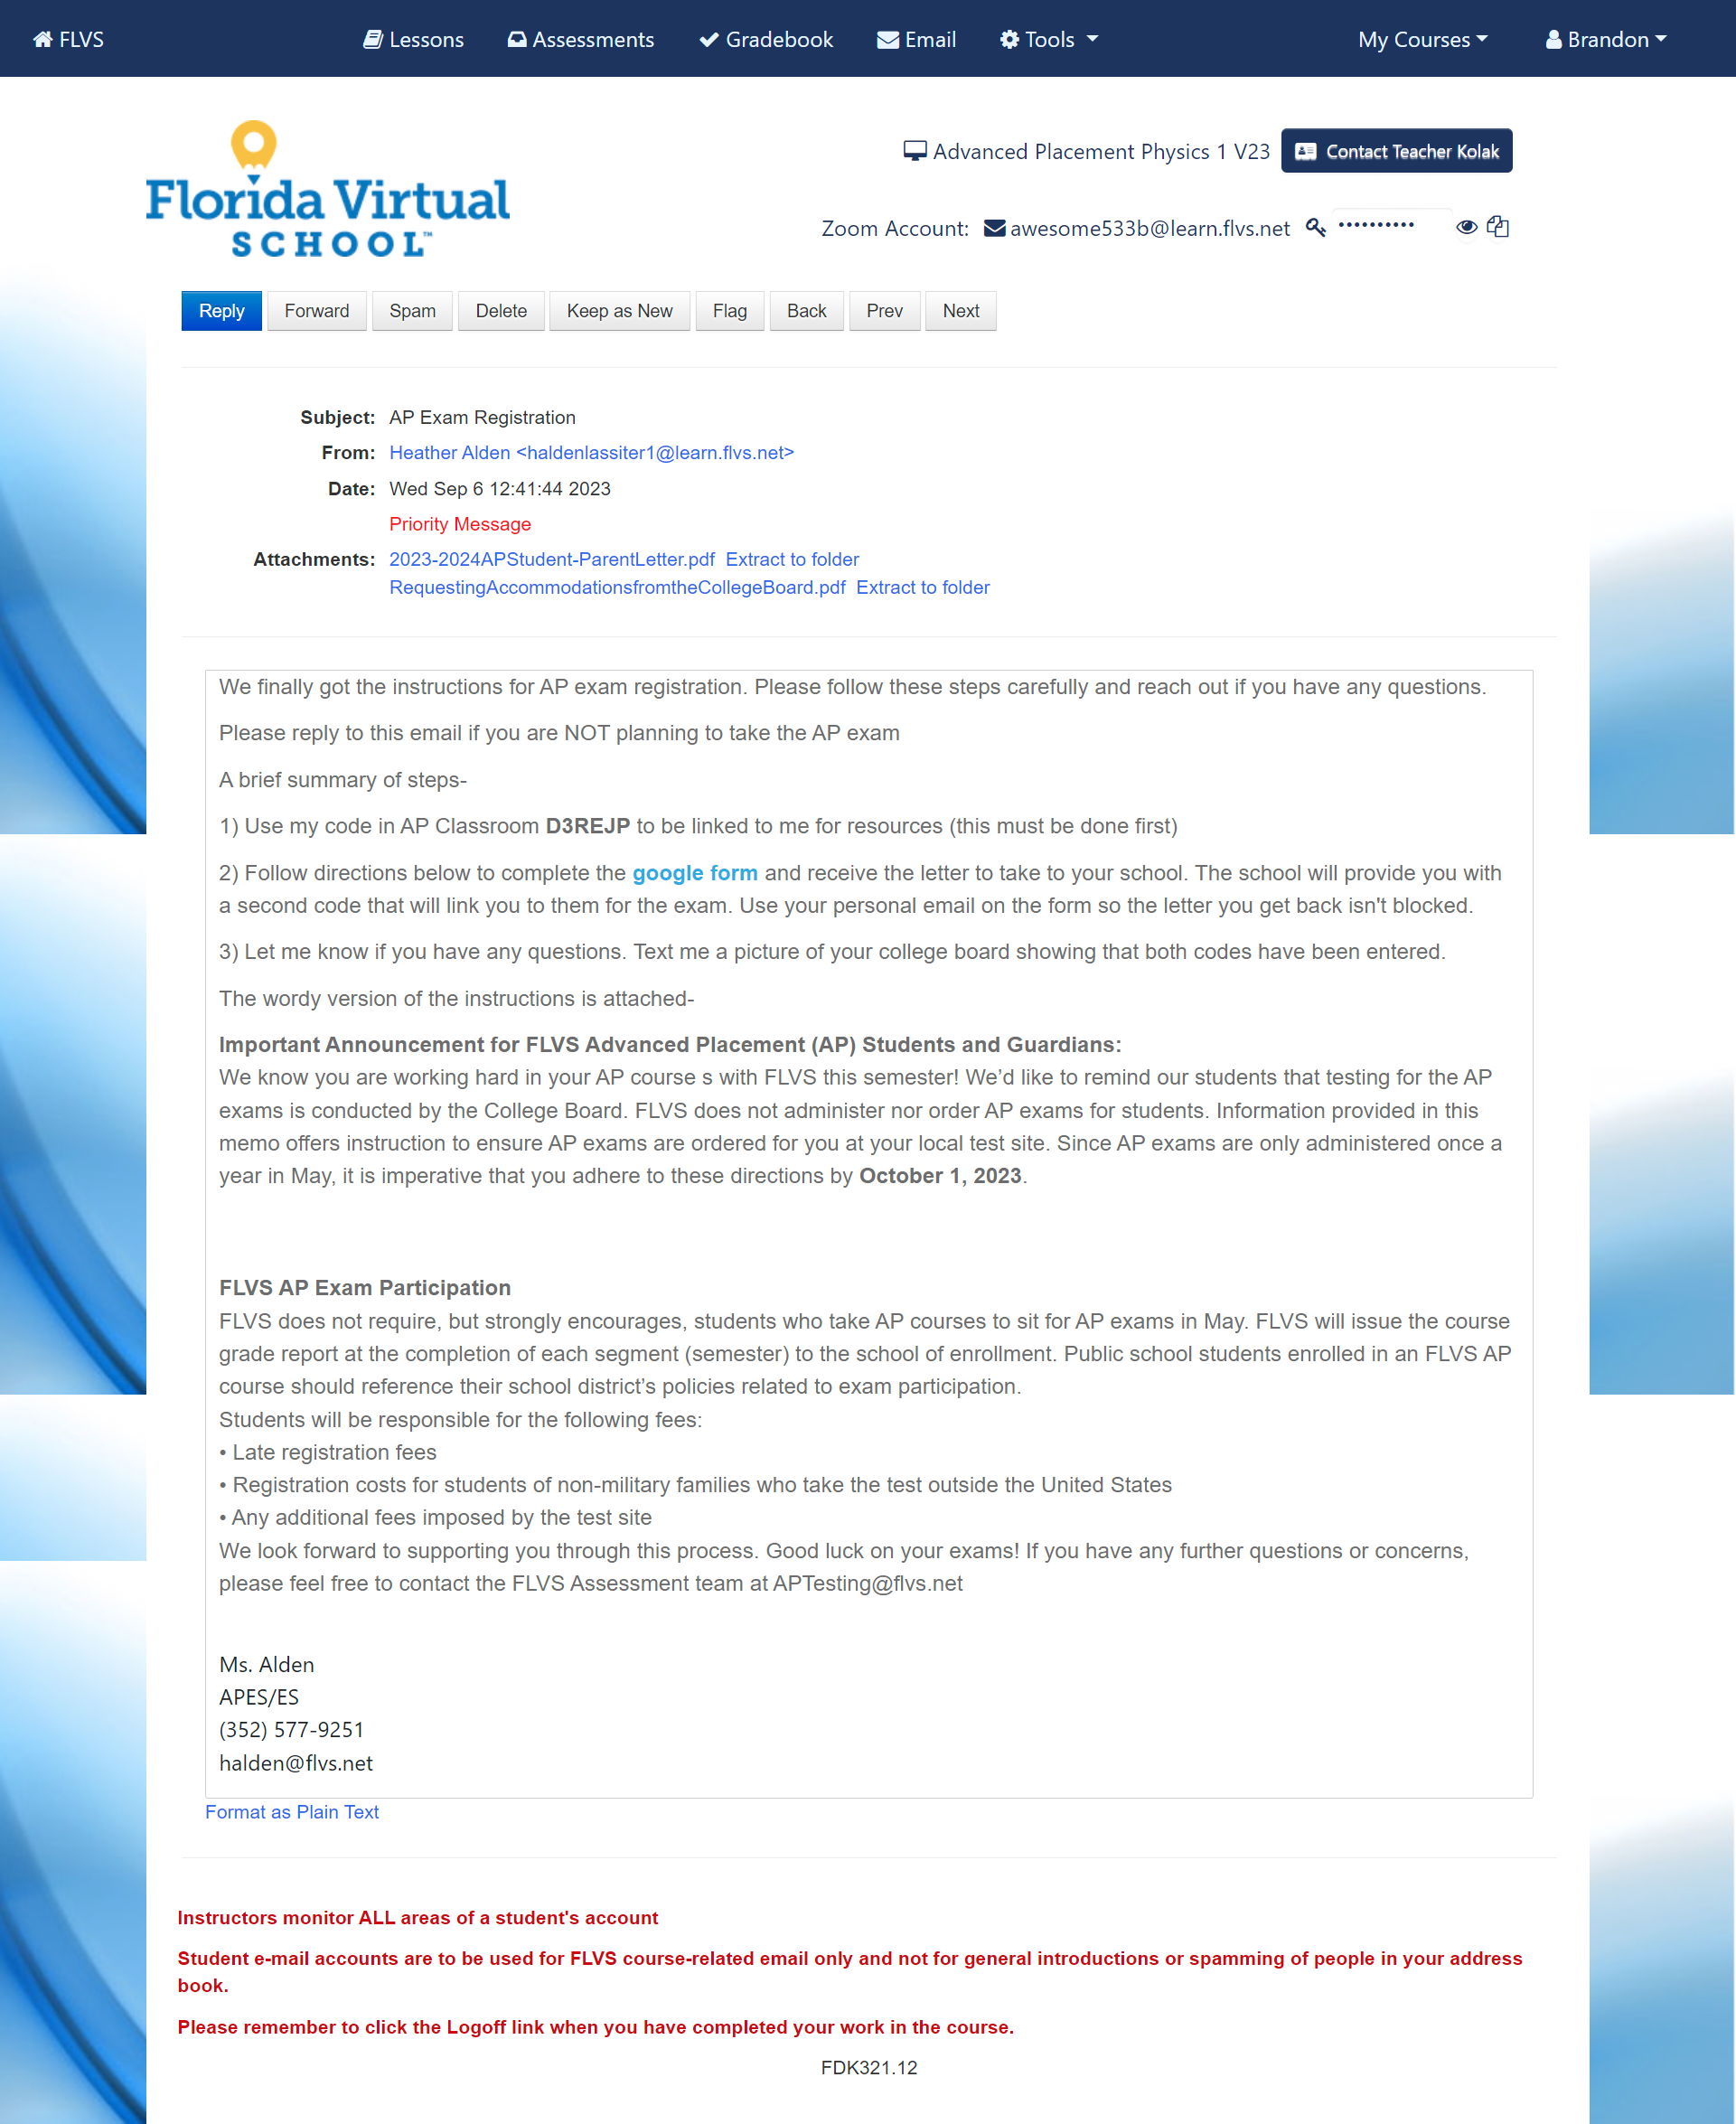 FLVS
Lessons
Assessments
Gradebook
Email
Tools
My Courses
Brandon
Florida Virtual
SCHOOL™
Advanced Placement Physics 1 V23
Contact Teacher Kolak
Zoom Account: awesome533b@learn.flvs.net ••••••••••
Reply
Forward
Spam
Delete
Keep as New
Flag
Back
Prev
Next
Subject: AP Exam Registration
From: Heather Alden <haldenlassiter1@learn.flvs.net>
Date: Wed Sep 6 12:41:44 2023
Priority Message
Attachments: 2023-2024APStudent-ParentLetter.pdf Extract to folder
RequestingAccommodationsfromtheCollegeBoard.pdf Extract to folder
We finally got the instructions for AP exam registration. Please follow these steps carefully and reach out if you have any questions.
Please reply to this email if you are NOT planning to take the AP exam
A brief summary of steps-
1) Use my code in AP Classroom D3REJP to be linked to me for resources (this must be done first)
2) Follow directions below to complete the google form and receive the letter to take to your school. The school will provide you with
a second code that will link you to them for the exam. Use your personal email on the form so the letter you get back isn't blocked.
3) Let me know if you have any questions. Text me a picture of your college board showing that both codes have been entered.
The wordy version of the instructions is attached-
Important Announcement for FLVS Advanced Placement (AP) Students and Guardians:
We know you are working hard in your AP course s with FLVS this semester! We’d like to remind our students that testing for the AP
exams is conducted by the College Board. FLVS does not administer nor order AP exams for students. Information provided in this
memo offers instruction to ensure AP exams are ordered for you at your local test site. Since AP exams are only administered once a
year in May, it is imperative that you adhere to these directions by October 1, 2023.
FLVS AP Exam Participation
FLVS does not require, but strongly encourages, students who take AP courses to sit for AP exams in May. FLVS will issue the course
grade report at the completion of each segment (semester) to the school of enrollment. Public school students enrolled in an FLVS AP
course should reference their school district’s policies related to exam participation.
Students will be responsible for the following fees:
• Late registration fees
• Registration costs for students of non-military families who take the test outside the United States
• Any additional fees imposed by the test site
We look forward to supporting you through this process. Good luck on your exams! If you have any further questions or concerns,
please feel free to contact the FLVS Assessment team at APTesting@flvs.net
Ms. Alden
APES/ES
(352) 577-9251
halden@flvs.net
Format as Plain Text
Instructors monitor ALL areas of a student's account
Student e-mail accounts are to be used for FLVS course-related email only and not for general introductions or spamming of people in your address
book.
Please remember to click the Logoff link when you have completed your work in the course.
FDK321.12